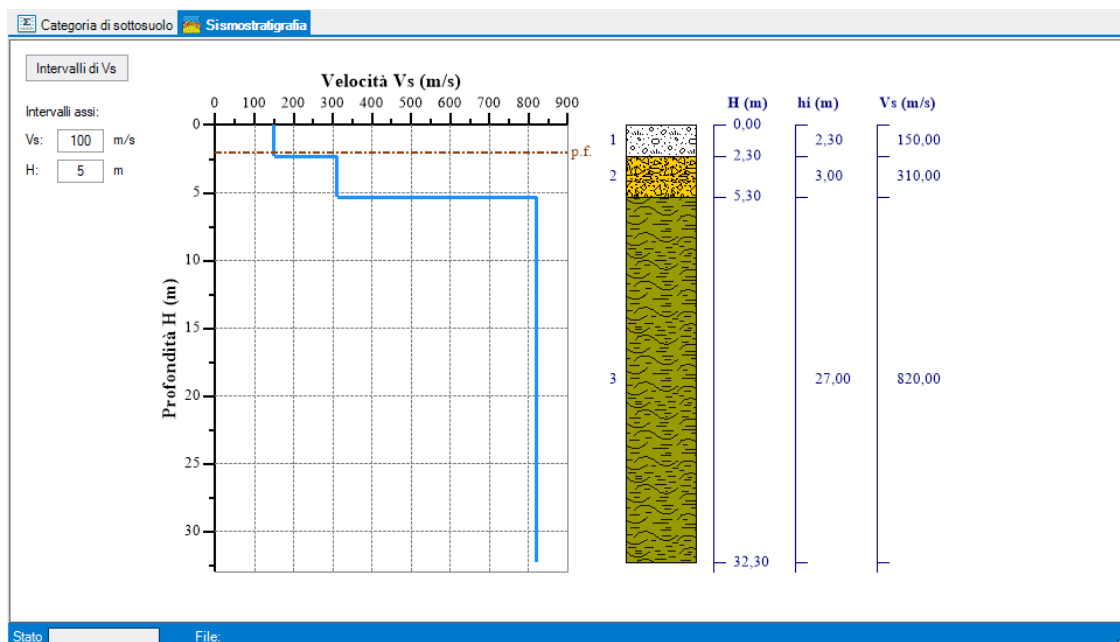 Categoria di sottosuolo Sismostratigrafia
Intervalli di Vs
Intervalli assi:
Vs: 100 m/s
H: 5 m
Velocità Vs (m/s)
0 100 200 300 400 500 600 700 800 900
Profondità H (m)
0
5
10
15
20
25
30
p.f.
H (m) hi (m) Vs (m/s)
0,00
1 2,30 150,00
2,30
2 3,00 310,00
5,30
3 27,00 820,00
32,30
Stato File: